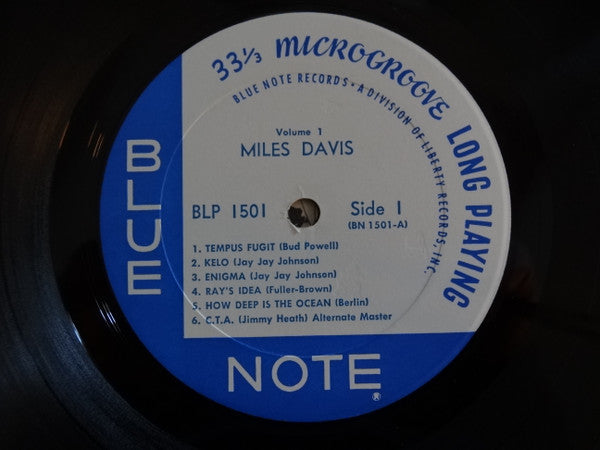 33⅓ MICROGROOVE LONG PLAYING
BLUE NOTE RECORDS • A DIVISION OF LIBERTY RECORDS, INC.
Volume 1
MILES DAVIS
BLP 1501
Side 1
(BN 1501-A)
1. TEMPUS FUGIT (Bud Powell)
2. KELO (Jay Jay Johnson)
3. ENIGMA (Jay Jay Johnson)
4. RAY'S IDEA (Fuller-Brown)
5. HOW DEEP IS THE OCEAN (Berlin)
6. C.T.A. (Jimmy Heath) Alternate Master
BLUE
NOTE®